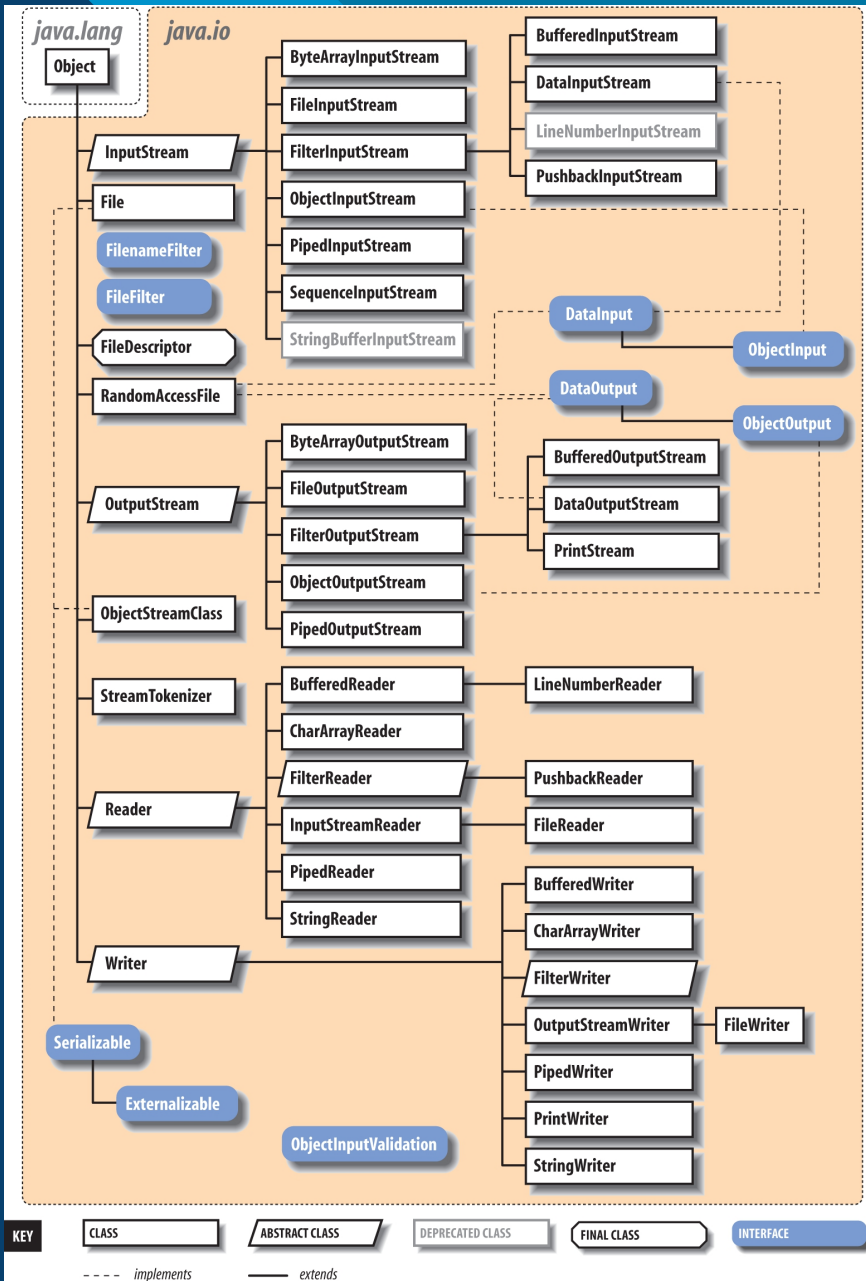 java.lang
java.io
Object
InputStream
File
FilenameFilter
FileFilter
FileDescriptor
RandomAccessFile
OutputStream
ObjectStreamClass
StreamTokenizer
Reader
Writer
Serializable
Externalizable
ByteArrayInputStream
FileInputStream
FilterInputStream
ObjectInputStream
PipedInputStream
SequenceInputStream
StringBufferInputStream
BufferedInputStream
DataInputStream
LineNumberInputStream
PushbackInputStream
DataInput
ObjectInput
DataOutput
ObjectOutput
ByteArrayOutputStream
FileOutputStream
FilterOutputStream
ObjectOutputStream
PipedOutputStream
BufferedOutputStream
DataOutputStream
PrintStream
BufferedReader
CharArrayReader
FilterReader
InputStreamReader
PipedReader
StringReader
LineNumberReader
PushbackReader
FileReader
BufferedWriter
CharArrayWriter
FilterWriter
OutputStreamWriter
FileWriter
PipedWriter
PrintWriter
StringWriter
ObjectInputValidation
KEY
CLASS
ABSTRACT CLASS
DEPRECATED CLASS
FINAL CLASS
INTERFACE
implements
extends